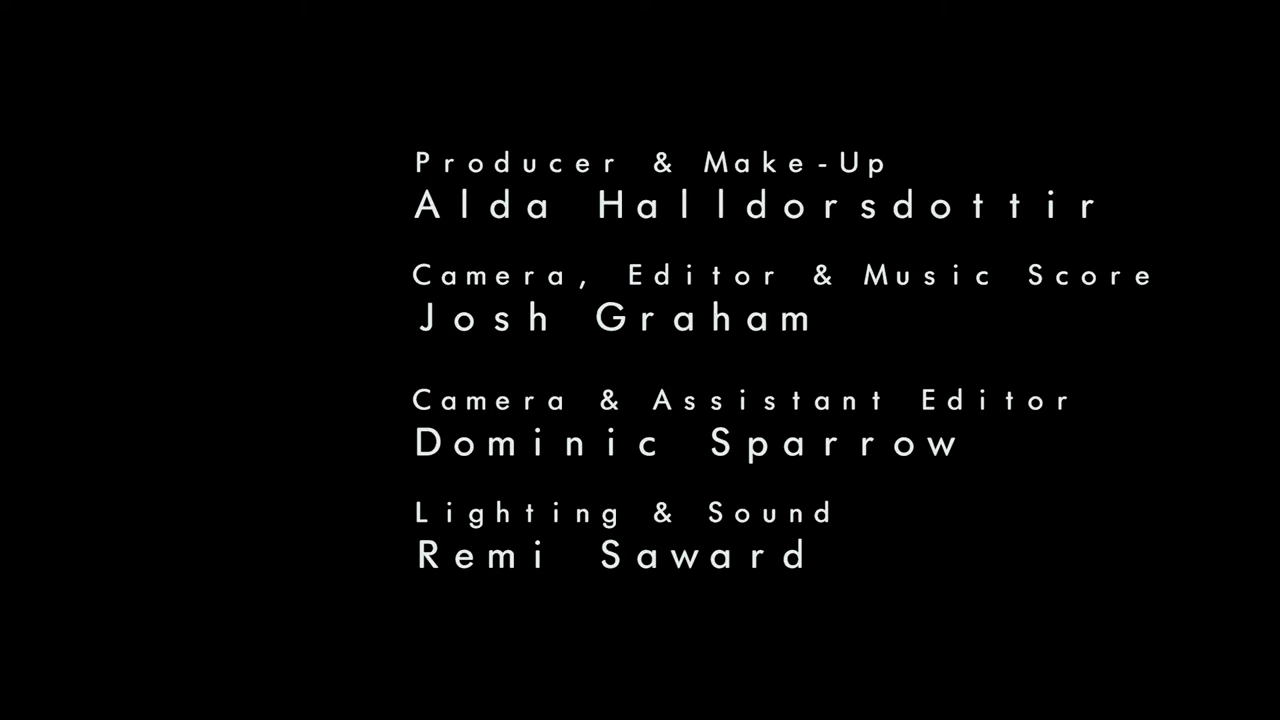 Producer & Make-Up
Alda Halldorsdottir
Camera, Editor & Music Score
Josh Graham
Camera & Assistant Editor
Dominic Sparrow
Lighting & Sound
Remi Saward